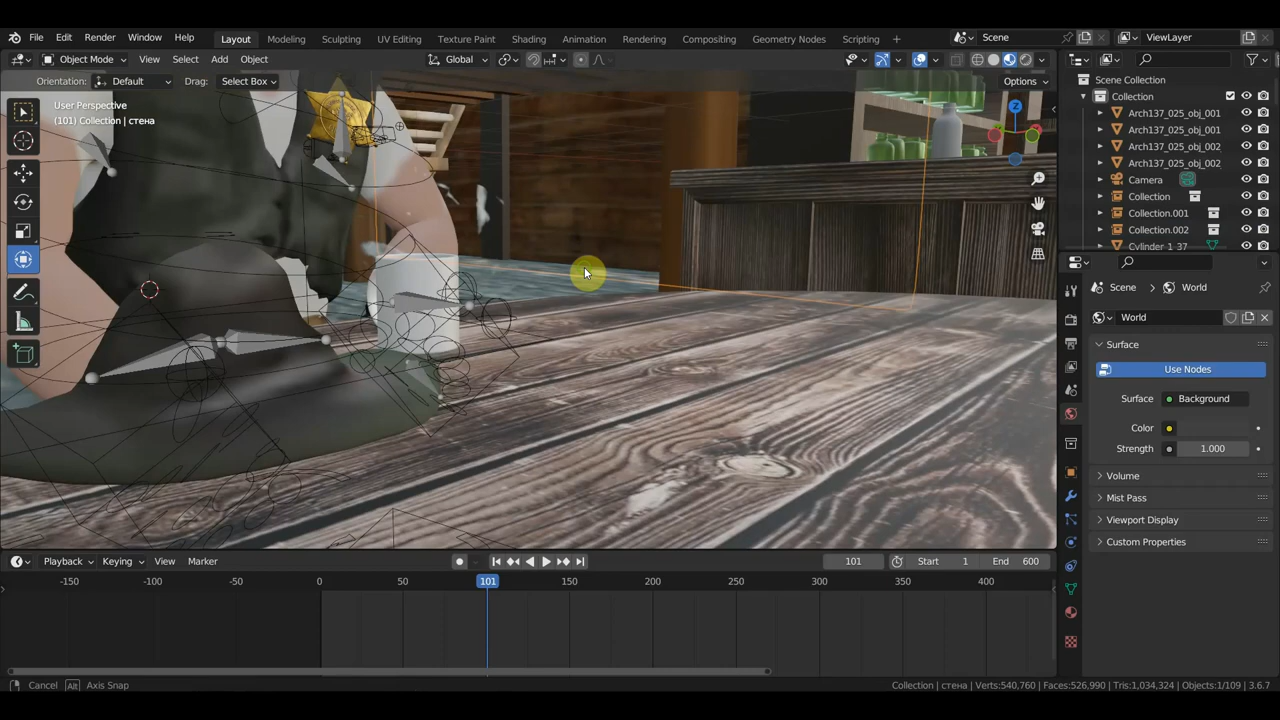 File Edit Render Window Help Layout Modeling Sculpting UV Editing Texture Paint Shading Animation Rendering Compositing Geometry Nodes Scripting + Scene ViewLayer
Object Mode View Select Add Object Global
Orientation: Default Drag: Select Box Options
User Perspective
(101) Collection | стена
Z
Scene Collection
Collection
Arch137_025_obj_001
Arch137_025_obj_001
Arch137_025_obj_002
Arch137_025_obj_002
Camera
Collection
Collection.001
Collection.002
Cylinder_1_37
Scene World
World
Surface
Use Nodes
Surface Background
Color
Strength 1.000
Volume
Mist Pass
Viewport Display
Custom Properties
Playback Keying View Marker 101 Start 1 End 600
-150 -100 -50 0 50 101 150 200 250 300 350 400
Cancel Alt Axis Snap Collection | стена Verts:540,760 Faces:526,990 Tris:1,034,324 Objects:1/109 3.6.7